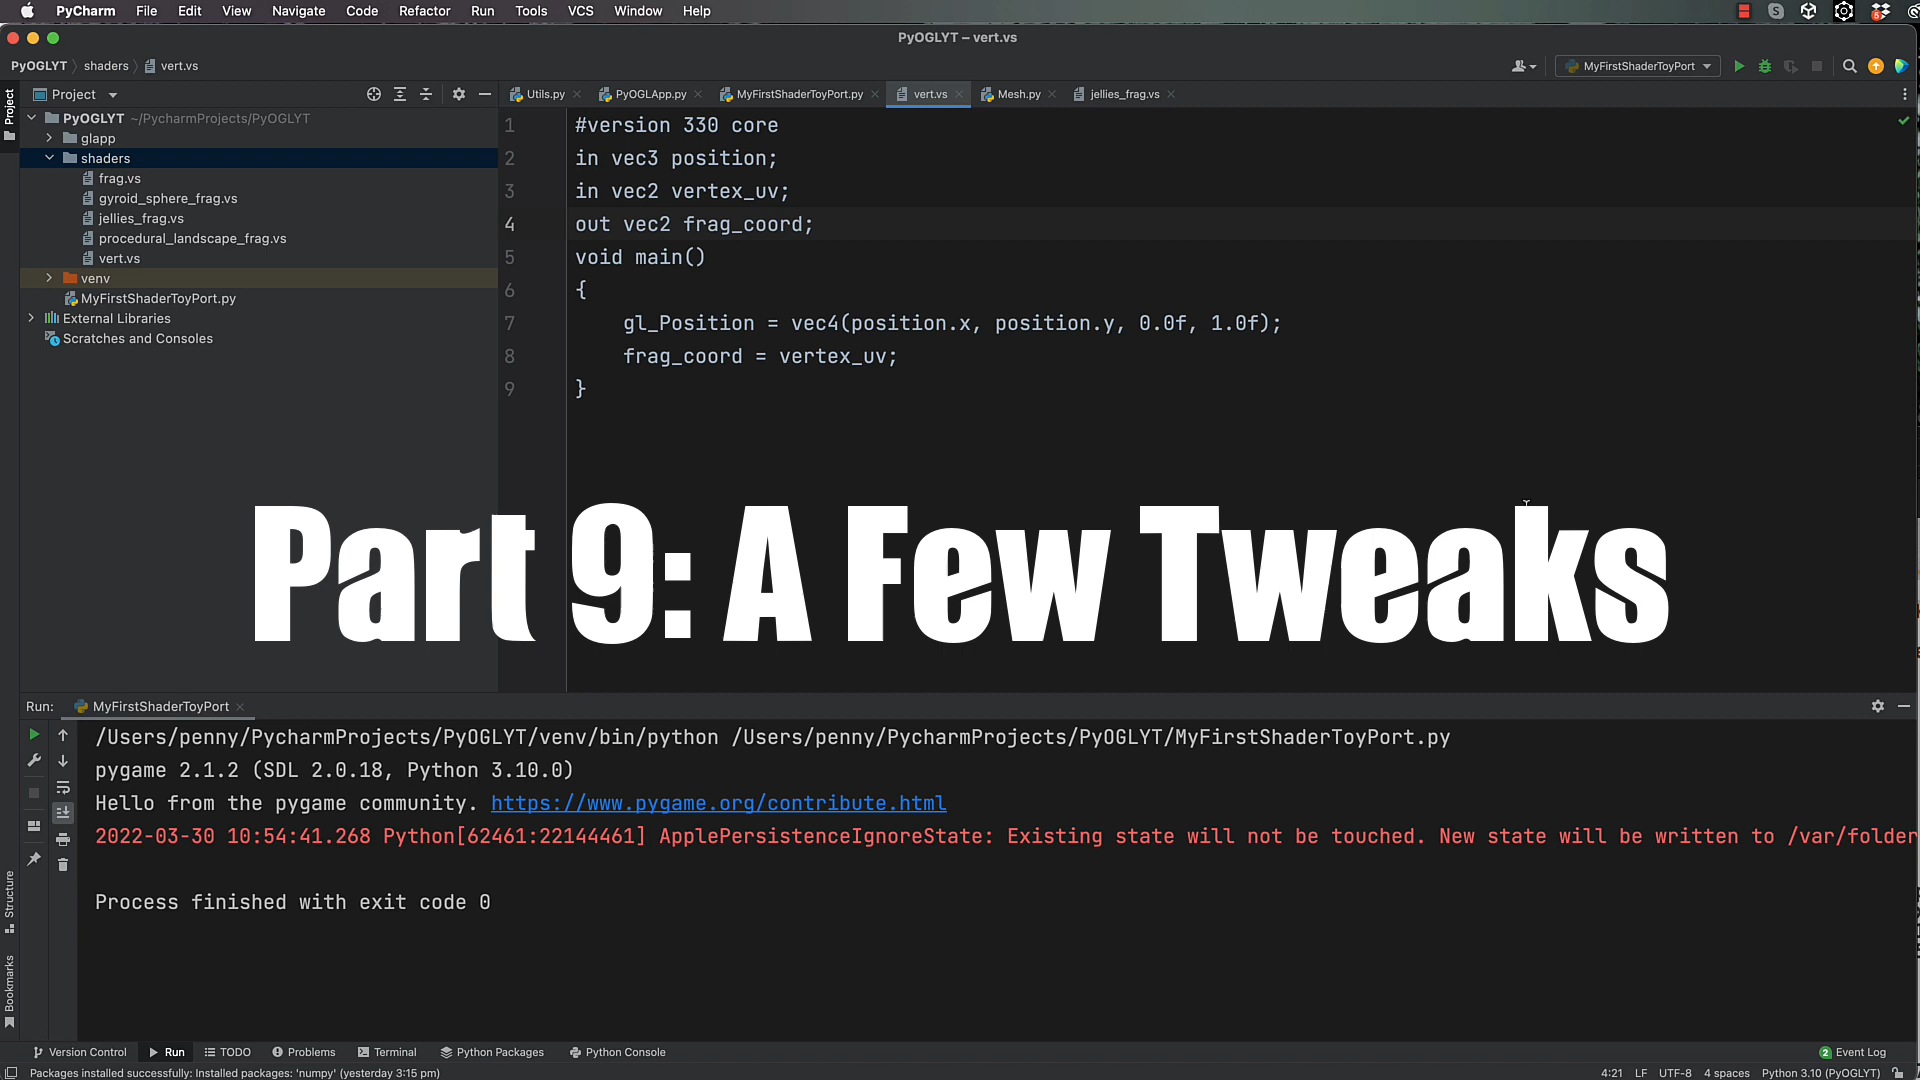 PyCharm File Edit View Navigate Code Refactor Run Tools VCS Window Help
PyOGLYT – vert.vs
PyOGLYT shaders vert.vs
MyFirstShaderToyPort
Project
Project
Utils.py PyOGLApp.py MyFirstShaderToyPort.py vert.vs Mesh.py jellies_frag.vs
PyOGLYT ~/PycharmProjects/PyOGLYT
glapp
shaders
frag.vs
gyroid_sphere_frag.vs
jellies_frag.vs
procedural_landscape_frag.vs
vert.vs
venv
MyFirstShaderToyPort.py
External Libraries
Scratches and Consoles
1 #version 330 core
2 in vec3 position;
3 in vec2 vertex_uv;
4 out vec2 frag_coord;
5 void main()
6 {
7 gl_Position = vec4(position.x, position.y, 0.0f, 1.0f);
8 frag_coord = vertex_uv;
9 }
Part 9: A Few Tweaks
Run: MyFirstShaderToyPort
/Users/penny/PycharmProjects/PyOGLYT/venv/bin/python /Users/penny/PycharmProjects/PyOGLYT/MyFirstShaderToyPort.py
pygame 2.1.2 (SDL 2.0.18, Python 3.10.0)
Hello from the pygame community. https://www.pygame.org/contribute.html
2022-03-30 10:54:41.268 Python[62461:22144461] ApplePersistenceIgnoreState: Existing state will not be touched. New state will be written to /var/folder
Process finished with exit code 0
Structure
Bookmarks
Version Control Run TODO Problems Terminal Python Packages Python Console 2 Event Log
Packages installed successfully: Installed packages: 'numpy' (yesterday 3:15 pm) 4:21 LF UTF-8 4 spaces Python 3.10 (PyOGLYT)